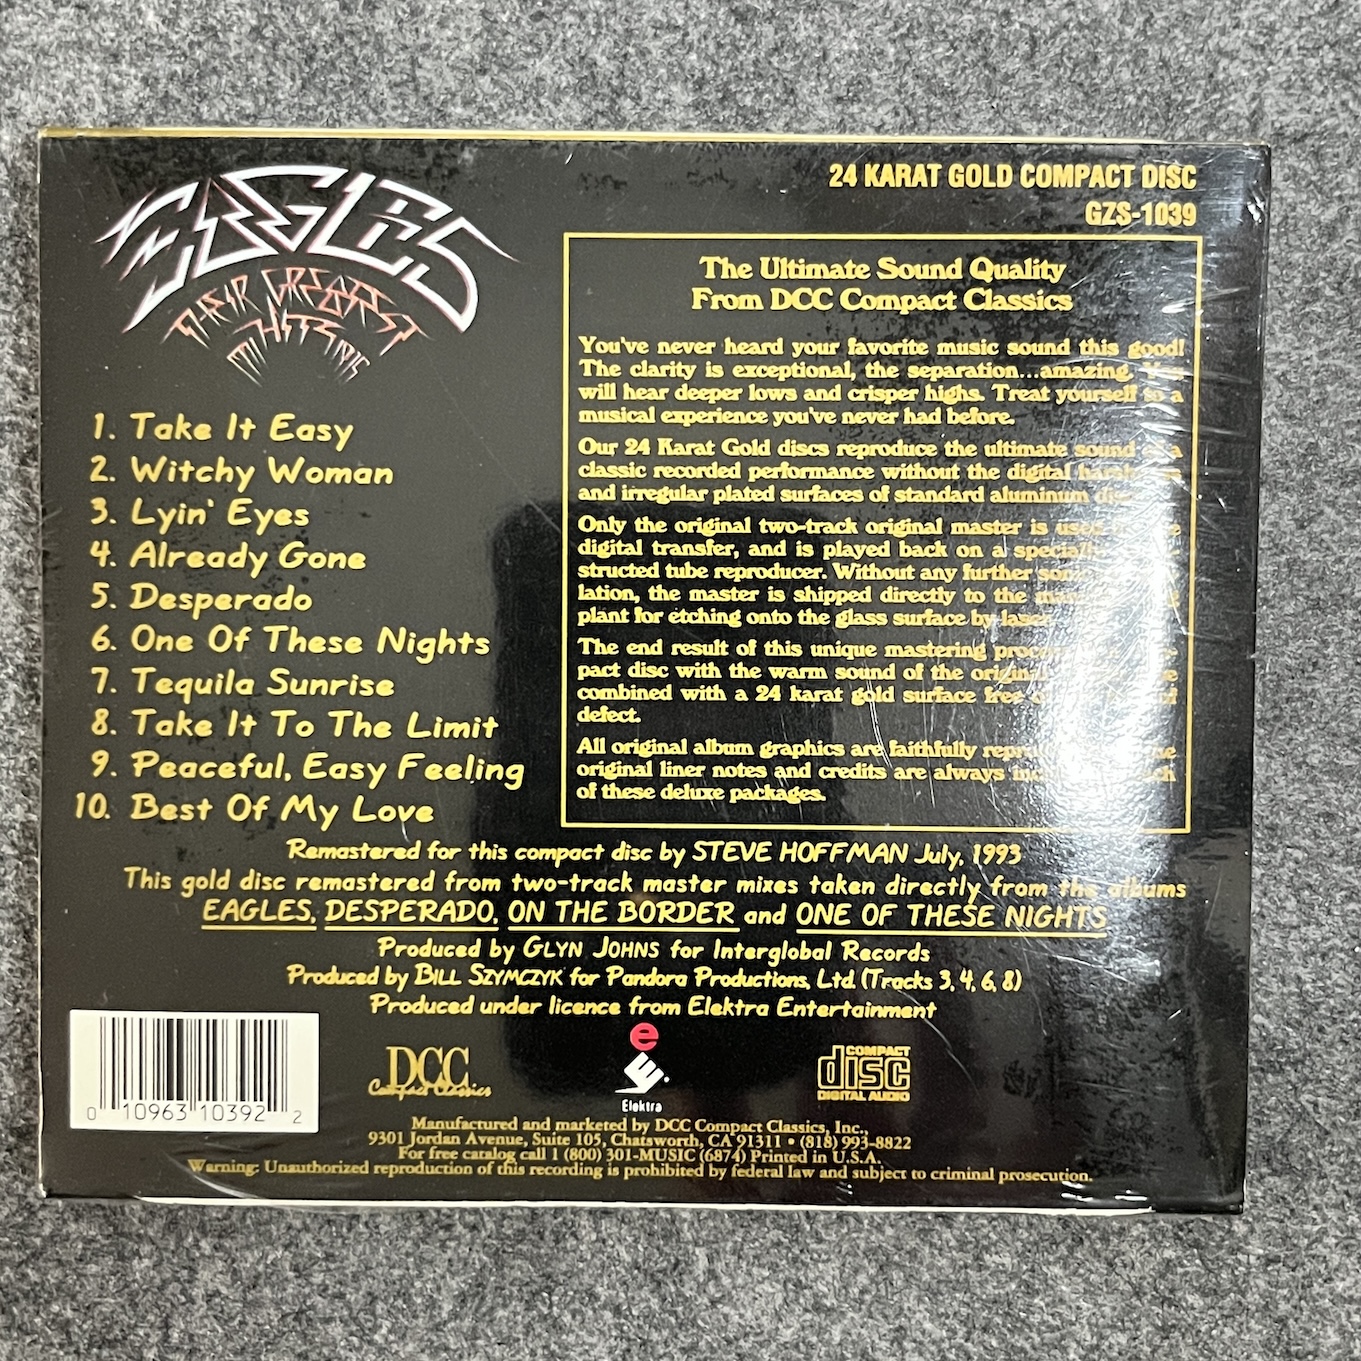 EAGLES
THEIR GREATEST
HITS
24 KARAT GOLD COMPACT DISC
GZS-1039
1. Take It Easy
2. Witchy Woman
3. Lyin' Eyes
4. Already Gone
5. Desperado
6. One Of These Nights
7. Tequila Sunrise
8. Take It To The Limit
9. Peaceful, Easy Feeling
10. Best Of My Love
The Ultimate Sound Quality
From DCC Compact Classics
You've never heard your favorite music sound this good!
The clarity is exceptional, the separation...amazing. You
will hear deeper lows and crisper highs. Treat yourself to a
musical experience you've never had before.
Our 24 Karat Gold discs reproduce the ultimate sound of a
classic recorded performance without the digital
and irregular plated surfaces of standard aluminum
Only the original two-track original master is used
digital transfer, and is played back on a
structed tube reproducer. Without any further
lation, the master is shipped directly to the
plant for etching onto the glass surface by laser.
The end result of this unique mastering
pact disc with the warm sound of the
combined with a 24 karat gold surface free
defect.
All original album graphics are faithfully
original liner notes and credits are always
of these deluxe packages.
Remastered for this compact disc by STEVE HOFFMAN July, 1993
This gold disc remastered from two-track master mixes taken directly from the albums
EAGLES, DESPERADO, ON THE BORDER and ONE OF THESE NIGHTS
Produced by GLYN JOHNS for Interglobal Records
Produced by BILL SZYMCZYK for Pandora Productions, Ltd. (Tracks 3, 4, 6, 8)
Produced under licence from Elektra Entertainment
0 10963 10392 2
DCC
Compact Classics
e
Elektra
COMPACT
disc
DIGITAL AUDIO
Manufactured and marketed by DCC Compact Classics, Inc.,
9301 Jordan Avenue, Suite 105, Chatsworth, CA 91311 • (818) 993-8822
For free catalog call 1 (800) 301-MUSIC (6874) Printed in U.S.A.
Warning: Unauthorized reproduction of this recording is prohibited by federal law and subject to criminal prosecution.